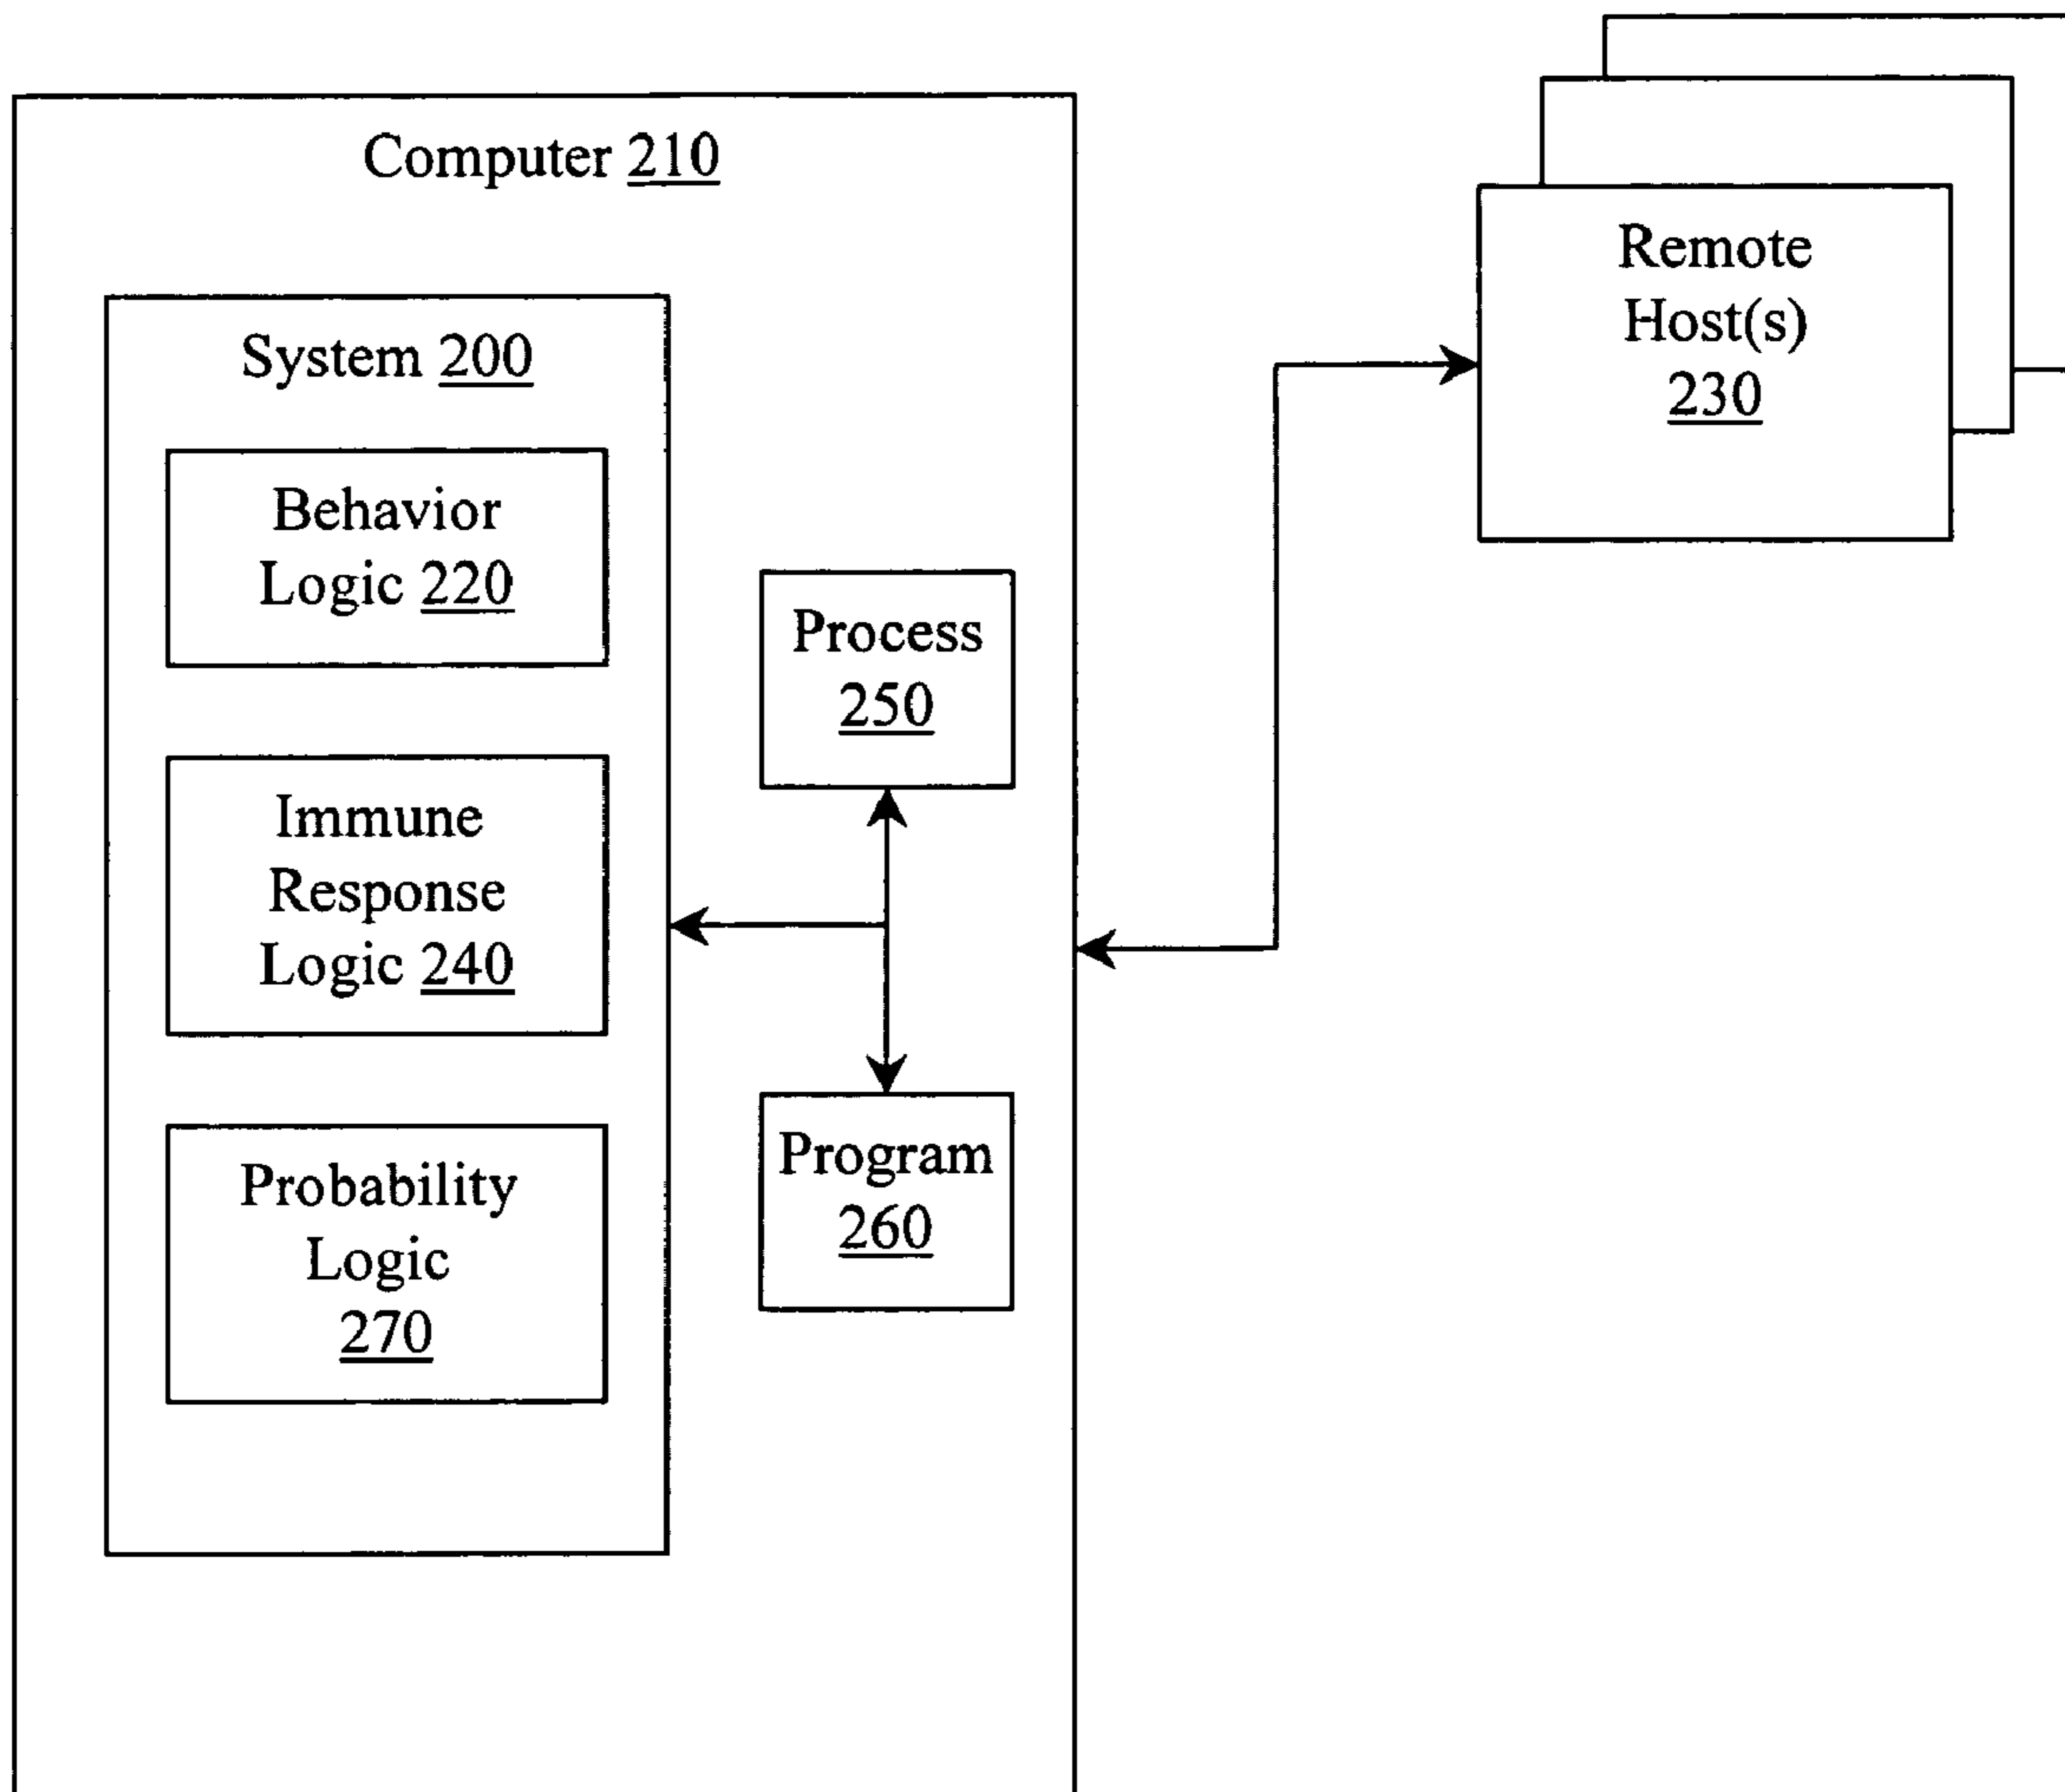 Computer 210
System 200
Behavior
Logic 220
Immune
Response
Logic 240
Probability
Logic
270
Process
250
Program
260
Remote
Host(s)
230